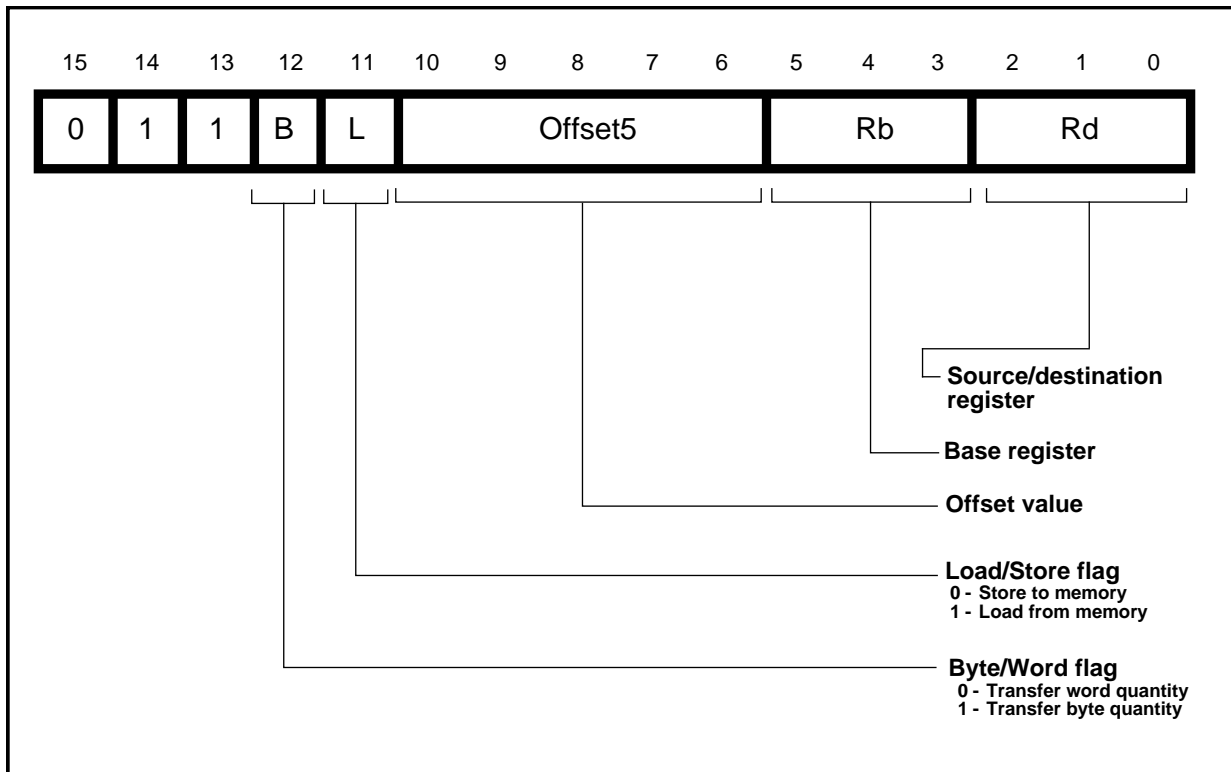 15 14 13 12 11 10 9 8 7 6 5 4 3 2 1 0
0 1 1 B L Offset5 Rb Rd
Source/destination
register
Base register
Offset value
Load/Store flag
0 - Store to memory
1 - Load from memory
Byte/Word flag
0 - Transfer word quantity
1 - Transfer byte quantity